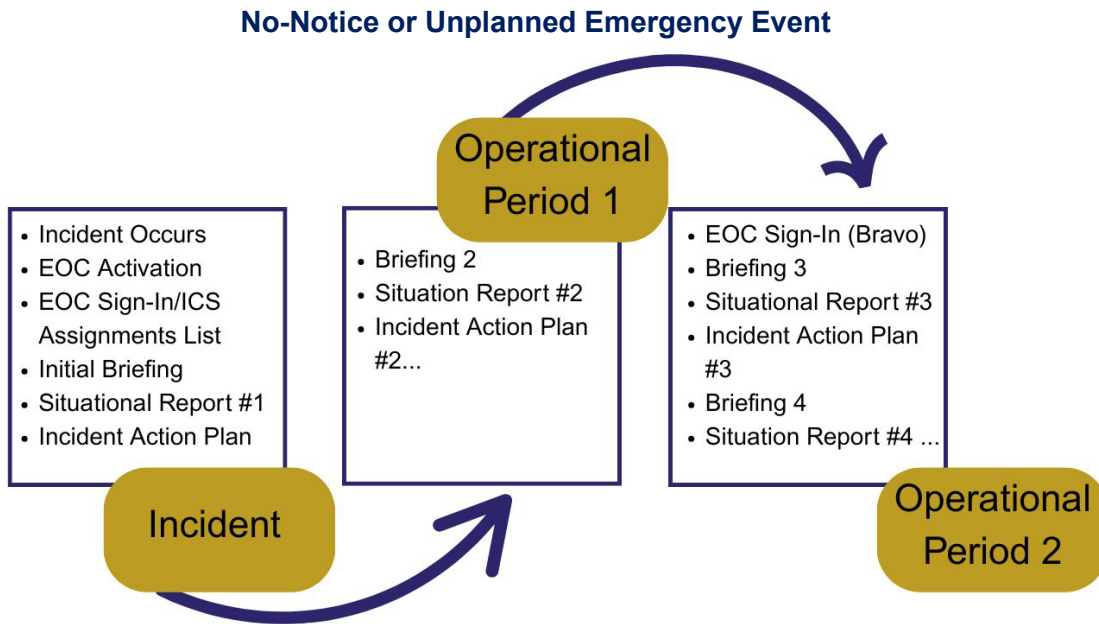 No-Notice or Unplanned Emergency Event
• Incident Occurs
• EOC Activation
• EOC Sign-In/ICS
Assignments List
• Initial Briefing
• Situational Report #1
• Incident Action Plan
Incident
Operational
Period 1
• Briefing 2
• Situation Report #2
• Incident Action Plan
#2...
• EOC Sign-In (Bravo)
• Briefing 3
• Situational Report #3
• Incident Action Plan
#3
• Briefing 4
• Situation Report #4 ...
Operational
Period 2